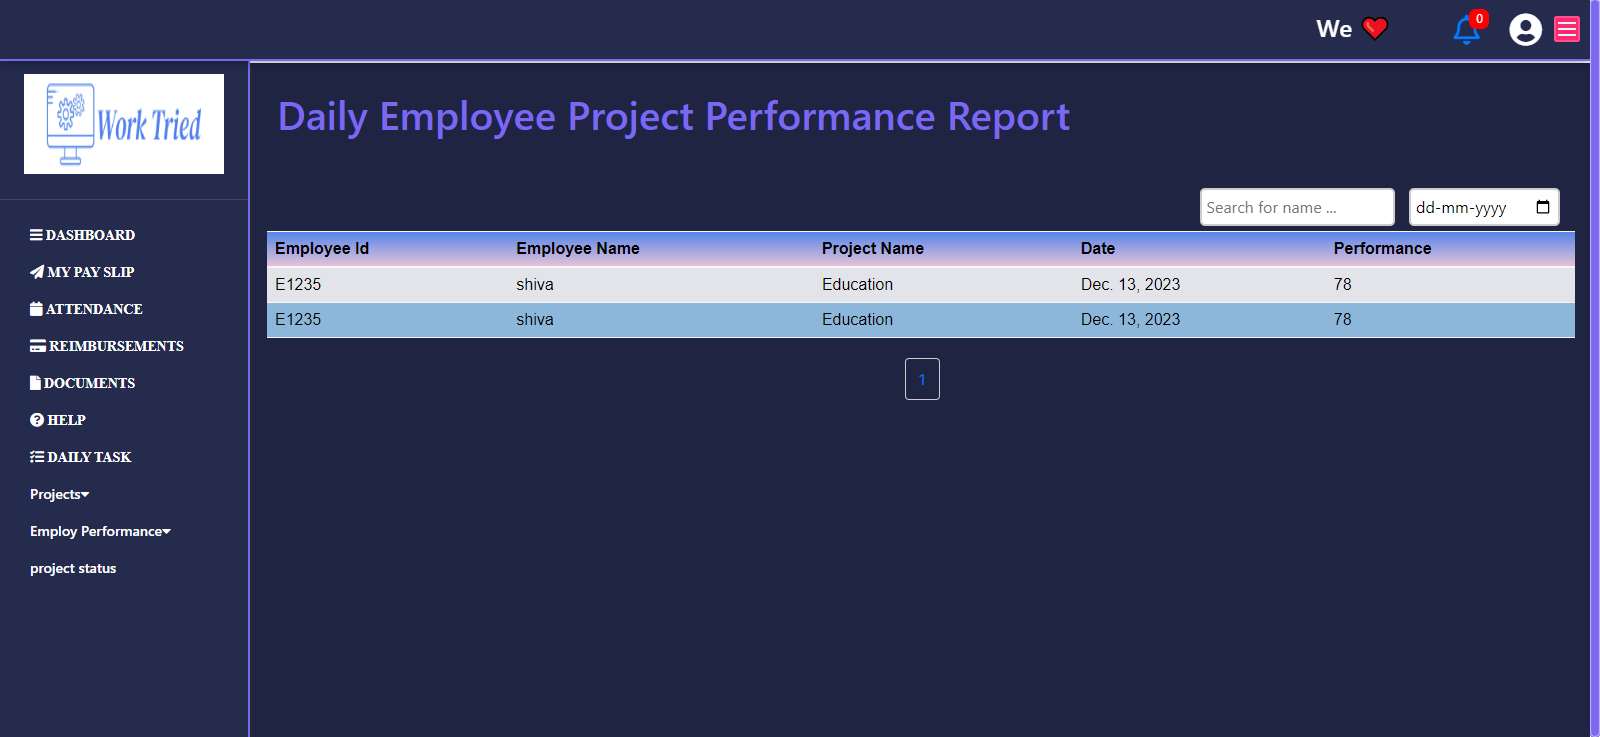 We
0
Work Tried
Daily Employee Project Performance Report
Search for name ...
dd-mm-yyyy
Employee Id Employee Name Project Name Date Performance
E1235 shiva Education Dec. 13, 2023 78
E1235 shiva Education Dec. 13, 2023 78
1
DASHBOARD
MY PAY SLIP
ATTENDANCE
REIMBURSEMENTS
DOCUMENTS
HELP
DAILY TASK
Projects
Employ Performance
project status